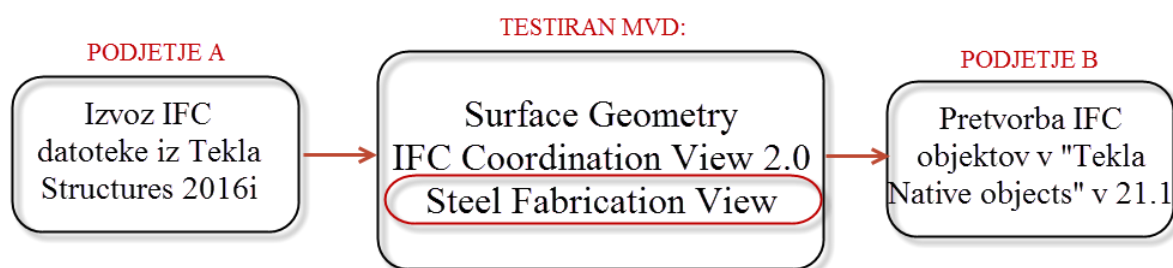 PODJETJE A
Izvoz IFC
datoteke iz Tekla
Structures 2016i
TESTIRAN MVD:
Surface Geometry
IFC Coordination View 2.0
Steel Fabrication View
PODJETJE B
Pretvorba IFC
objektov v "Tekla
Native objects" v 21.1